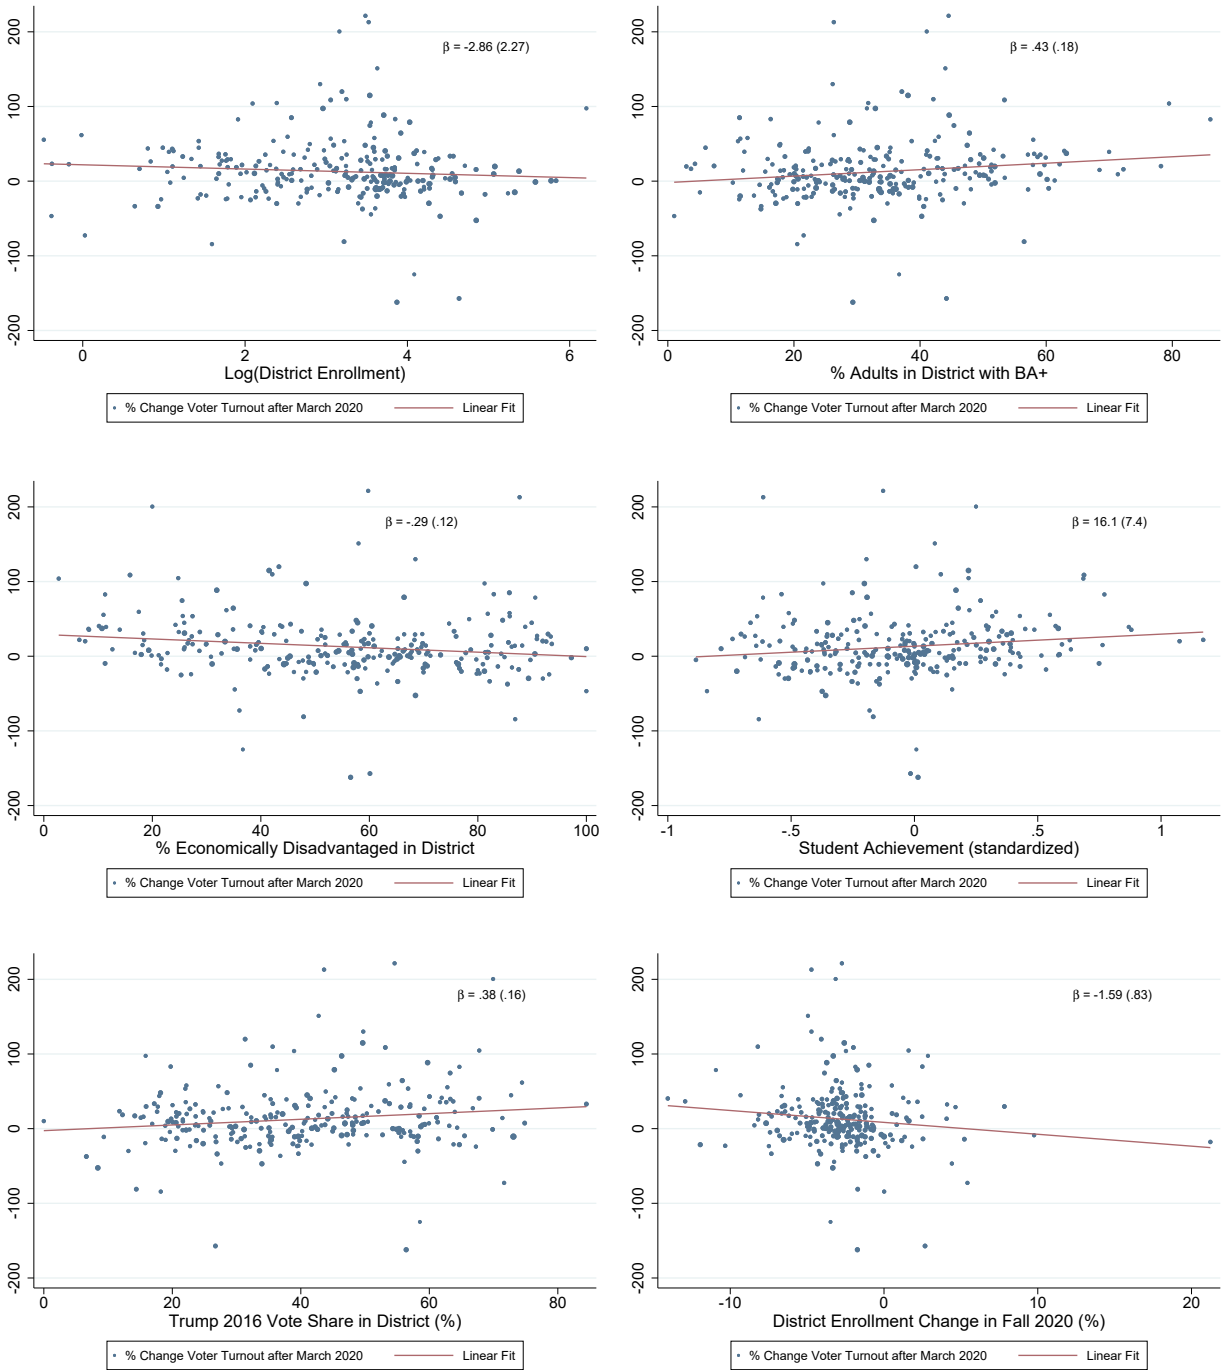 200
100
0
-100
-200
β = -2.86 (2.27)
0 2 4 6
Log(District Enrollment)
% Change Voter Turnout after March 2020 Linear Fit
200
100
0
-100
-200
β = .43 (.18)
0 20 40 60 80
% Adults in District with BA+
% Change Voter Turnout after March 2020 Linear Fit
200
100
0
-100
-200
β = -.29 (.12)
0 20 40 60 80 100
% Economically Disadvantaged in District
% Change Voter Turnout after March 2020 Linear Fit
200
100
0
-100
-200
β = 16.1 (7.4)
-1 -.5 0 .5 1
Student Achievement (standardized)
% Change Voter Turnout after March 2020 Linear Fit
200
100
0
-100
-200
β = .38 (.16)
0 20 40 60 80
Trump 2016 Vote Share in District (%)
% Change Voter Turnout after March 2020 Linear Fit
200
100
0
-100
-200
β = -1.59 (.83)
-10 0 10 20
District Enrollment Change in Fall 2020 (%)
% Change Voter Turnout after March 2020 Linear Fit